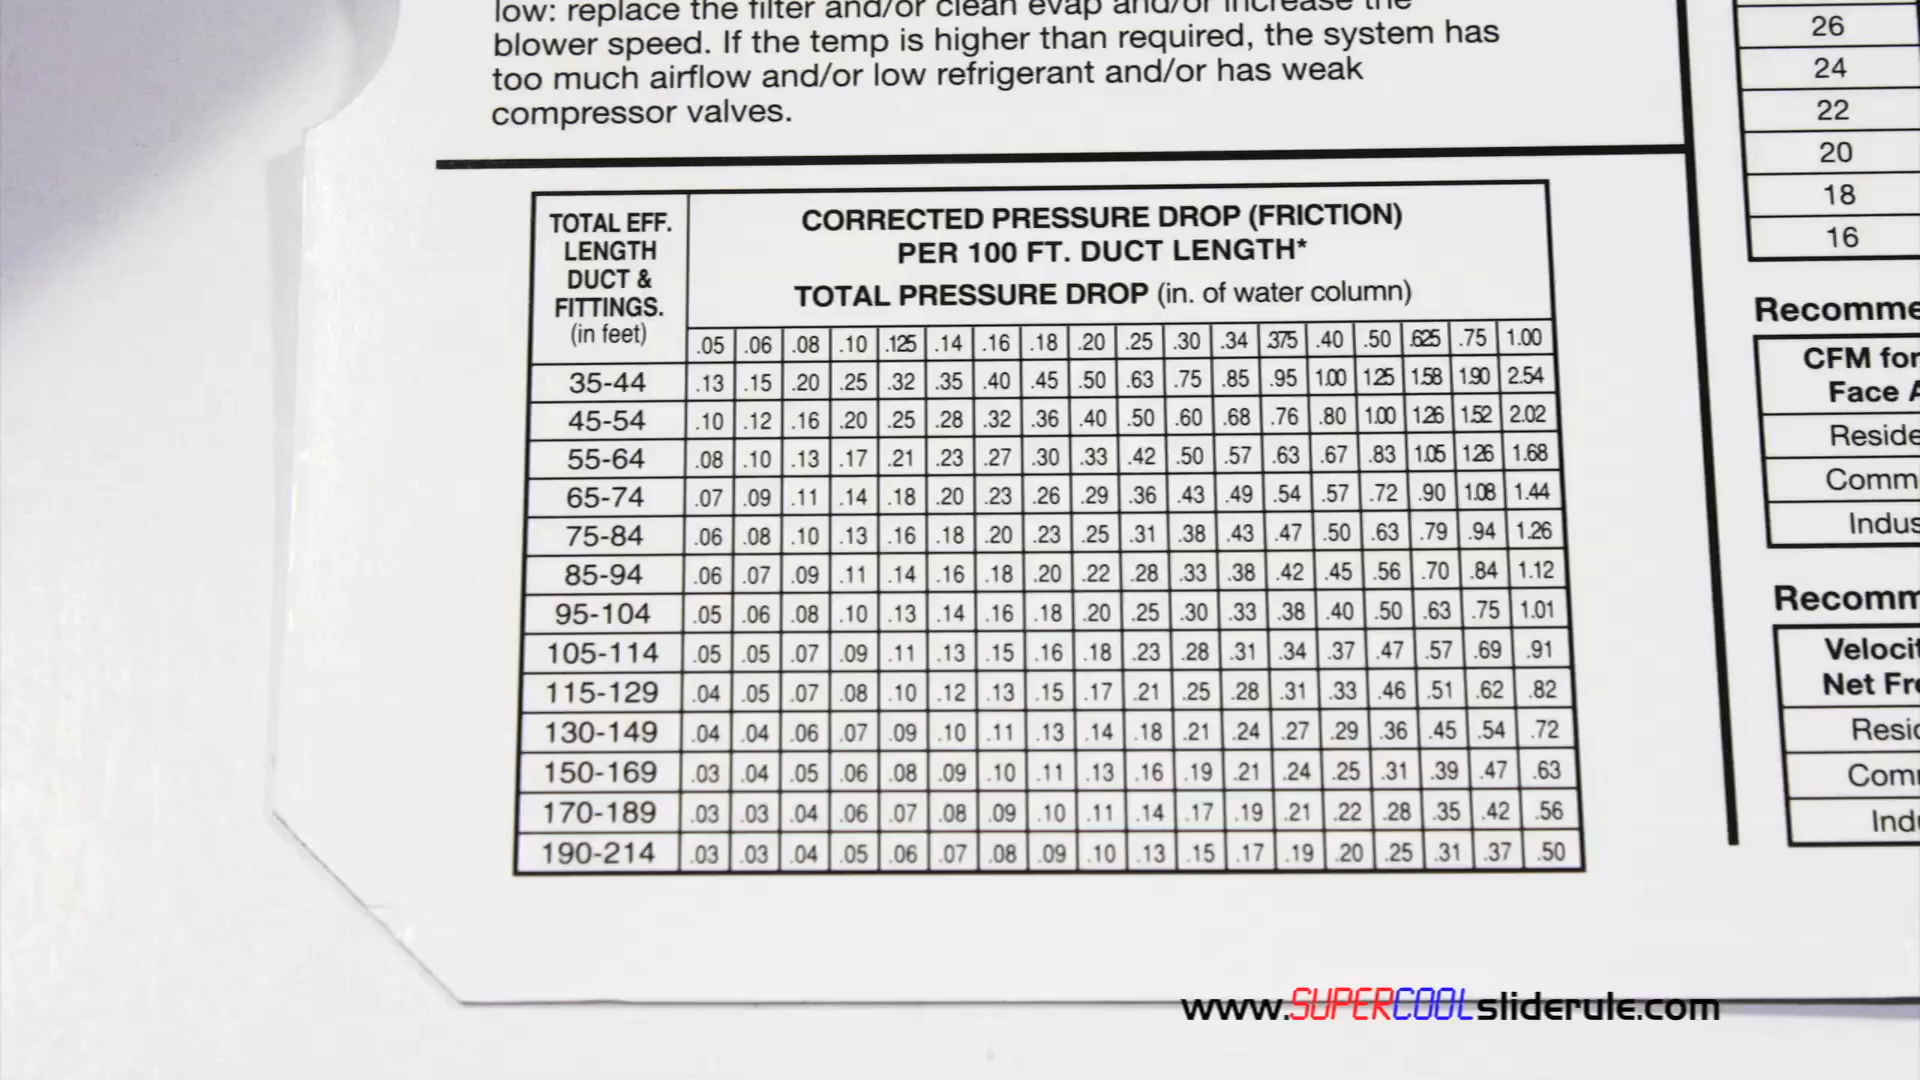 low: replace the filter and/or clean evap and/or increase the
blower speed. If the temp is higher than required, the system has
too much airflow and/or low refrigerant and/or has weak
compressor valves.
TOTAL EFF.
LENGTH
DUCT &
FITTINGS.
(in feet)
CORRECTED PRESSURE DROP (FRICTION)
PER 100 FT. DUCT LENGTH*
TOTAL PRESSURE DROP (in. of water column)
.05 .06 .08 .10 .125 .14 .16 .18 .20 .25 .30 .34 .375 .40 .50 .625 .75 1.00
35-44 .13 .15 .20 .25 .32 .35 .40 .45 .50 .63 .75 .85 .95 1.00 1.25 1.58 1.90 2.54
45-54 .10 .12 .16 .20 .25 .28 .32 .36 .40 .50 .60 .68 .76 .80 1.00 1.26 1.52 2.02
55-64 .08 .10 .13 .17 .21 .23 .27 .30 .33 .42 .50 .57 .63 .67 .83 1.05 1.26 1.68
65-74 .07 .09 .11 .14 .18 .20 .23 .26 .29 .36 .43 .49 .54 .57 .72 .90 1.08 1.44
75-84 .06 .08 .10 .13 .16 .18 .20 .23 .25 .31 .38 .43 .47 .50 .63 .79 .94 1.26
85-94 .06 .07 .09 .11 .14 .16 .18 .20 .22 .28 .33 .38 .42 .45 .56 .70 .84 1.12
95-104 .05 .06 .08 .10 .13 .14 .16 .18 .20 .25 .30 .33 .38 .40 .50 .63 .75 1.01
105-114 .05 .05 .07 .09 .11 .13 .15 .16 .18 .23 .28 .31 .34 .37 .47 .57 .69 .91
115-129 .04 .05 .07 .08 .10 .12 .13 .15 .17 .21 .25 .28 .31 .33 .46 .51 .62 .82
130-149 .04 .04 .06 .07 .09 .10 .11 .13 .14 .18 .21 .24 .27 .29 .36 .45 .54 .72
150-169 .03 .04 .05 .06 .08 .09 .10 .11 .13 .16 .19 .21 .24 .25 .31 .39 .47 .63
170-189 .03 .03 .04 .06 .07 .08 .09 .10 .11 .14 .17 .19 .21 .22 .28 .35 .42 .56
190-214 .03 .03 .04 .05 .06 .07 .08 .09 .10 .13 .15 .17 .19 .20 .25 .31 .37 .50
26
24
22
20
18
16
Recomme
CFM for
Face A
Reside
Comm
Indus
Recomm
Velocit
Net Fre
Resid
Comm
Indu
www.SUPERCOOLsliderule.com